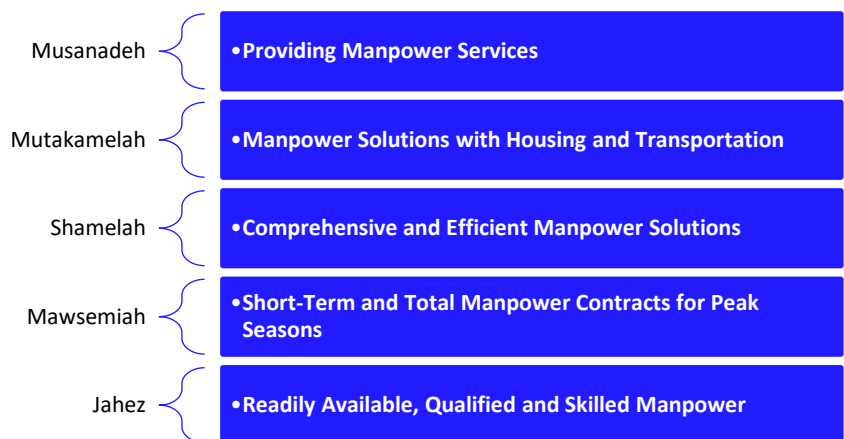 Musanadeh
•Providing Manpower Services
Mutakamelah
•Manpower Solutions with Housing and Transportation
Shamelah
•Comprehensive and Efficient Manpower Solutions
Mawsemiah
•Short-Term and Total Manpower Contracts for Peak
Seasons
Jahez
•Readily Available, Qualified and Skilled Manpower